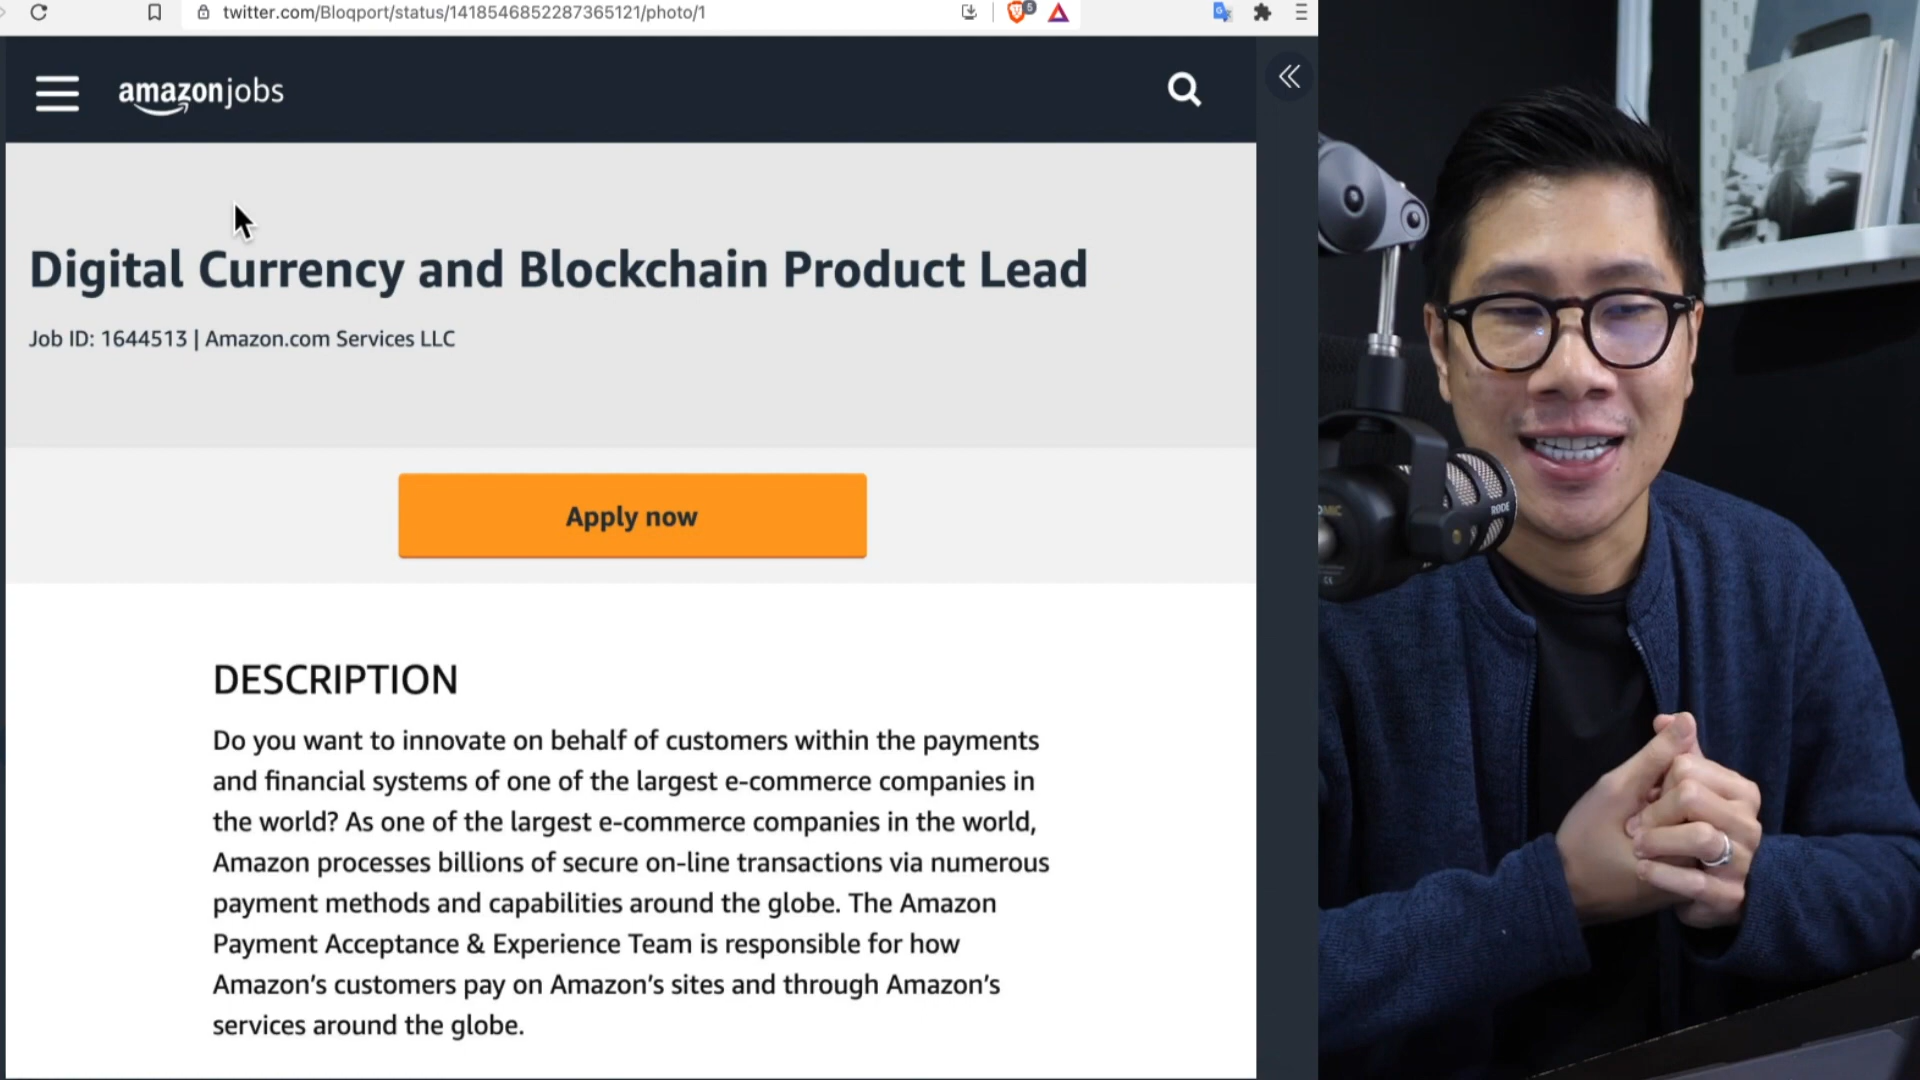 twitter.com/Bloqport/status/1418546852287365121/photo/1
5
amazonjobs
Digital Currency and Blockchain Product Lead
Job ID: 1644513 | Amazon.com Services LLC
Apply now
DESCRIPTION
Do you want to innovate on behalf of customers within the payments
and financial systems of one of the largest e-commerce companies in
the world? As one of the largest e-commerce companies in the world,
Amazon processes billions of secure on-line transactions via numerous
payment methods and capabilities around the globe. The Amazon
Payment Acceptance & Experience Team is responsible for how
Amazon’s customers pay on Amazon’s sites and through Amazon’s
services around the globe.
RØDE